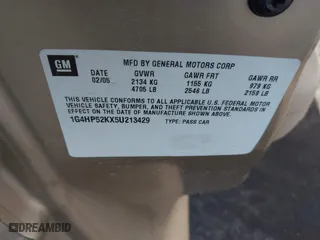 GM
MFD BY GENERAL MOTORS CORP
DATE GVWR GAWR FRT GAWR RR
02/05 2134 KG 1155 KG 979 KG
4705 LB 2546 LB 2159 LB
THIS VEHICLE CONFORMS TO ALL APPLICABLE U.S. FEDERAL MOTOR
VEHICLE SAFETY, BUMPER, AND THEFT PREVENTION STANDARDS
IN EFFECT ON THE DATE OF MANUFACTURE SHOWN ABOVE.
1G4HP52KX5U213429 TYPE: PASS CAR
DREAMBID